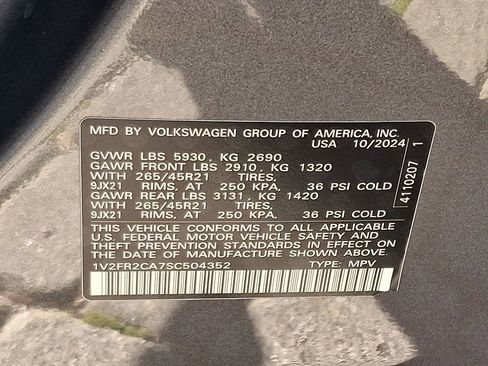 MFD BY VOLKSWAGEN GROUP OF AMERICA, INC.
USA 10/2024
GVWR LBS 5930, KG 2690
GAWR FRONT LBS 2910, KG 1320
WITH 265/45R21 TIRES,
9JX21 RIMS, AT 250 KPA, 36 PSI COLD
GAWR REAR LBS 3131, KG 1420
WITH 265/45R21 TIRES,
9JX21 RIMS, AT 250 KPA, 36 PSI COLD
THIS VEHICLE CONFORMS TO ALL APPLICABLE
U.S. FEDERAL MOTOR VEHICLE SAFETY AND
THEFT PREVENTION STANDARDS IN EFFECT ON
THE DATE OF MANUFACTURE SHOWN ABOVE.
1V2FR2CA7SC504352 TYPE: MPV
4110207 1